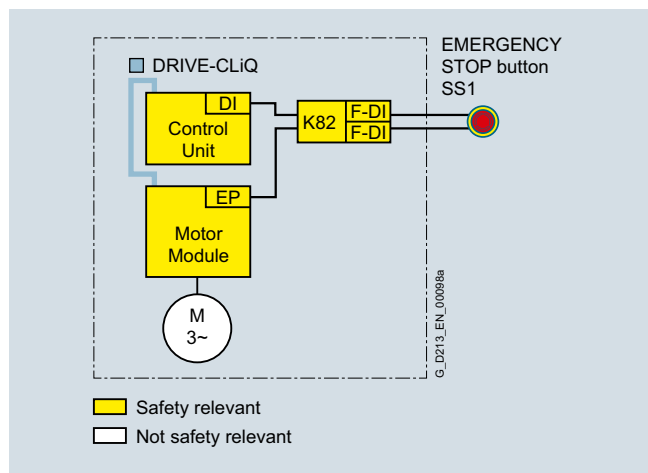 EMERGENCY
STOP button
SS1
DRIVE-CLiQ
DI
Control
Unit
K82
F-DI
F-DI
EP
Motor
Module
M
3~
G_D213_EN_00098a
Safety relevant
Not safety relevant